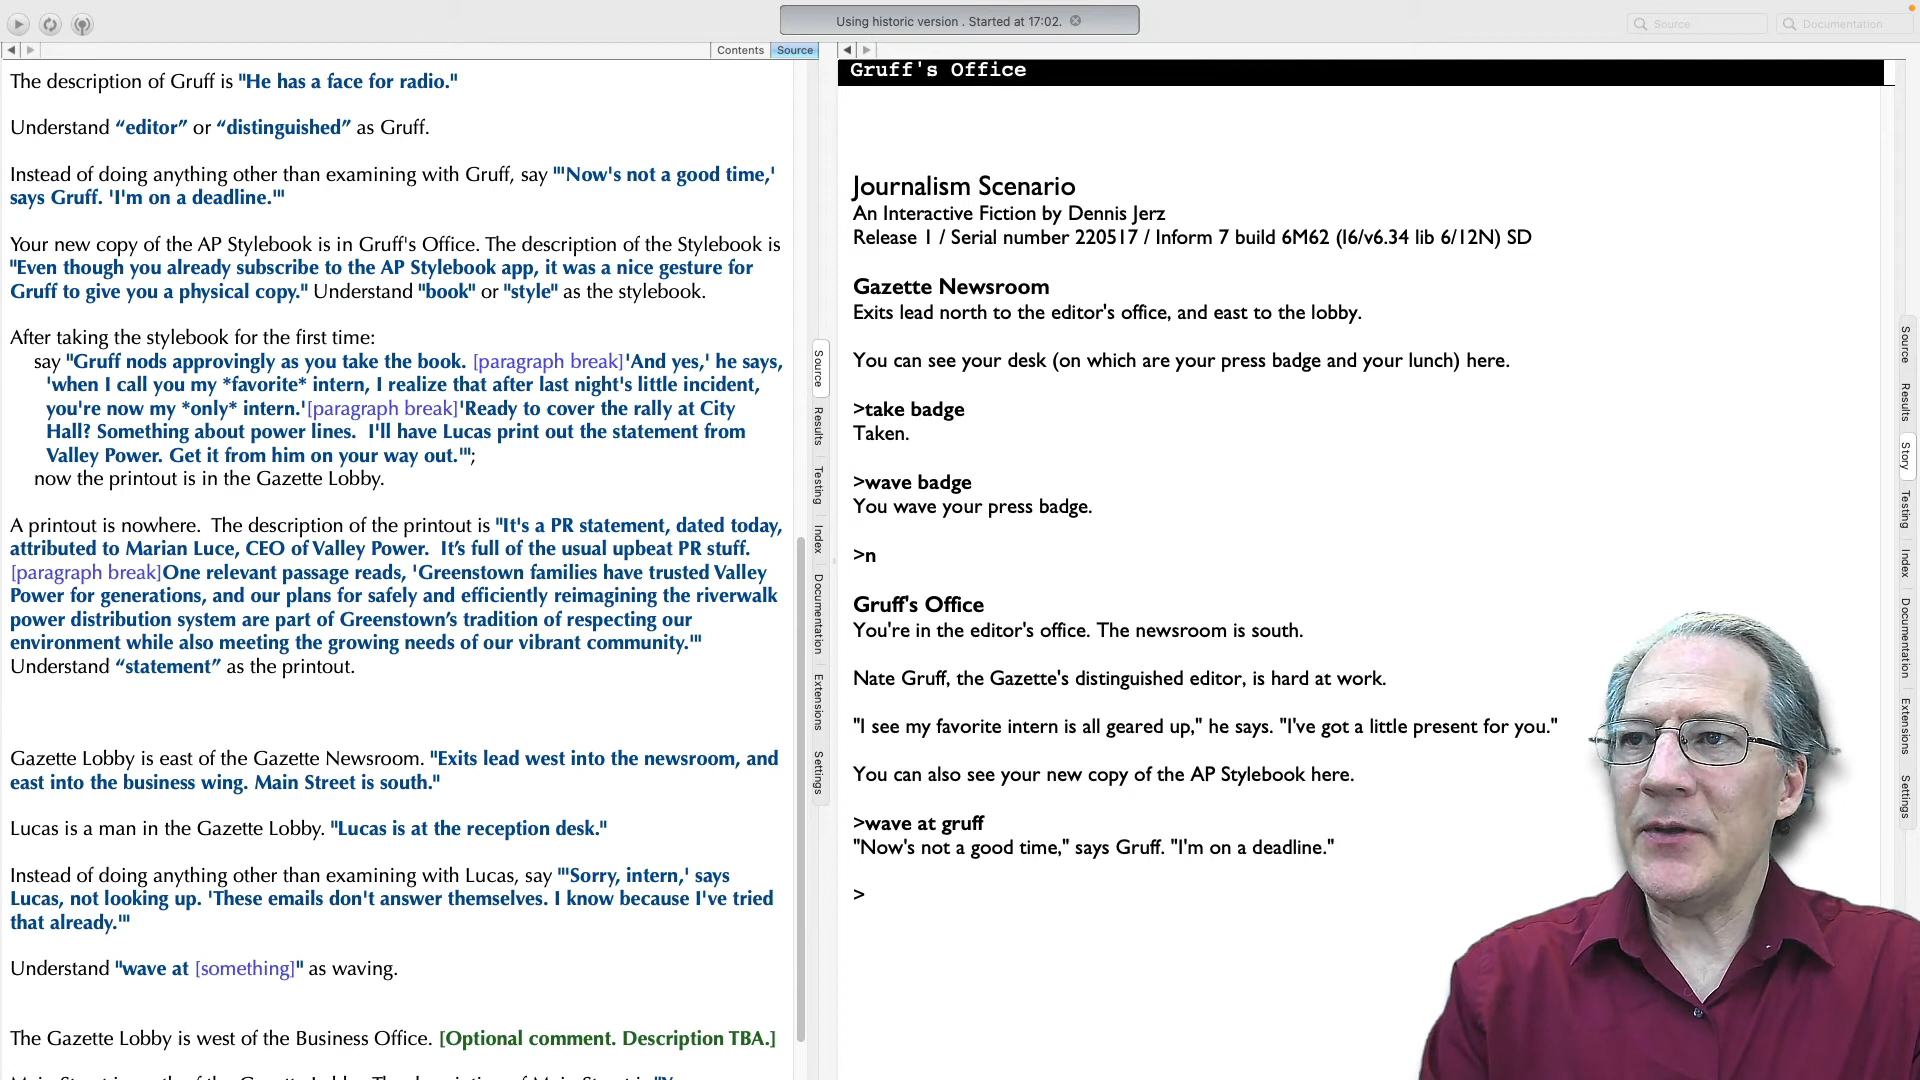 Using historic version . Started at 17:02.
Source
Documentation
Contents
Source
The description of Gruff is "He has a face for radio."
Understand “editor” or “distinguished” as Gruff.
Instead of doing anything other than examining with Gruff, say "'Now's not a good time,'
says Gruff. 'I'm on a deadline.'"
Your new copy of the AP Stylebook is in Gruff's Office. The description of the Stylebook is
"Even though you already subscribe to the AP Stylebook app, it was a nice gesture for
Gruff to give you a physical copy." Understand "book" or "style" as the stylebook.
After taking the stylebook for the first time:
say "Gruff nods approvingly as you take the book. [paragraph break]'And yes,' he says,
'when I call you my *favorite* intern, I realize that after last night's little incident,
you're now my *only* intern.'[paragraph break]'Ready to cover the rally at City
Hall? Something about power lines.  I'll have Lucas print out the statement from
Valley Power. Get it from him on your way out.'";
now the printout is in the Gazette Lobby.
A printout is nowhere.  The description of the printout is "It's a PR statement, dated today,
attributed to Marian Luce, CEO of Valley Power.  It’s full of the usual upbeat PR stuff.
[paragraph break]One relevant passage reads, 'Greenstown families have trusted Valley
Power for generations, and our plans for safely and efficiently reimagining the riverwalk
power distribution system are part of Greenstown’s tradition of respecting our
environment while also meeting the growing needs of our vibrant community.'"
Understand “statement” as the printout.
Gazette Lobby is east of the Gazette Newsroom. "Exits lead west into the newsroom, and
east into the business wing. Main Street is south."
Lucas is a man in the Gazette Lobby. "Lucas is at the reception desk."
Instead of doing anything other than examining with Lucas, say "'Sorry, intern,' says
Lucas, not looking up. 'These emails don't answer themselves. I know because I've tried
that already.'"
Understand "wave at [something]" as waving.
The Gazette Lobby is west of the Business Office. [Optional comment. Description TBA.]
Source
Results
Testing
Index
Documentation
Extensions
Settings
Gruff's Office
Journalism Scenario
An Interactive Fiction by Dennis Jerz
Release 1 / Serial number 220517 / Inform 7 build 6M62 (I6/v6.34 lib 6/12N) SD
Gazette Newsroom
Exits lead north to the editor's office, and east to the lobby.
You can see your desk (on which are your press badge and your lunch) here.
>take badge
Taken.
>wave badge
You wave your press badge.
>n
Gruff's Office
You're in the editor's office. The newsroom is south.
Nate Gruff, the Gazette's distinguished editor, is hard at work.
"I see my favorite intern is all geared up," he says. "I've got a little present for you."
You can also see your new copy of the AP Stylebook here.
>wave at gruff
"Now's not a good time," says Gruff. "I'm on a deadline."
>
Source
Results
Story
Testing
Index
Documentation
Extensions
Settings